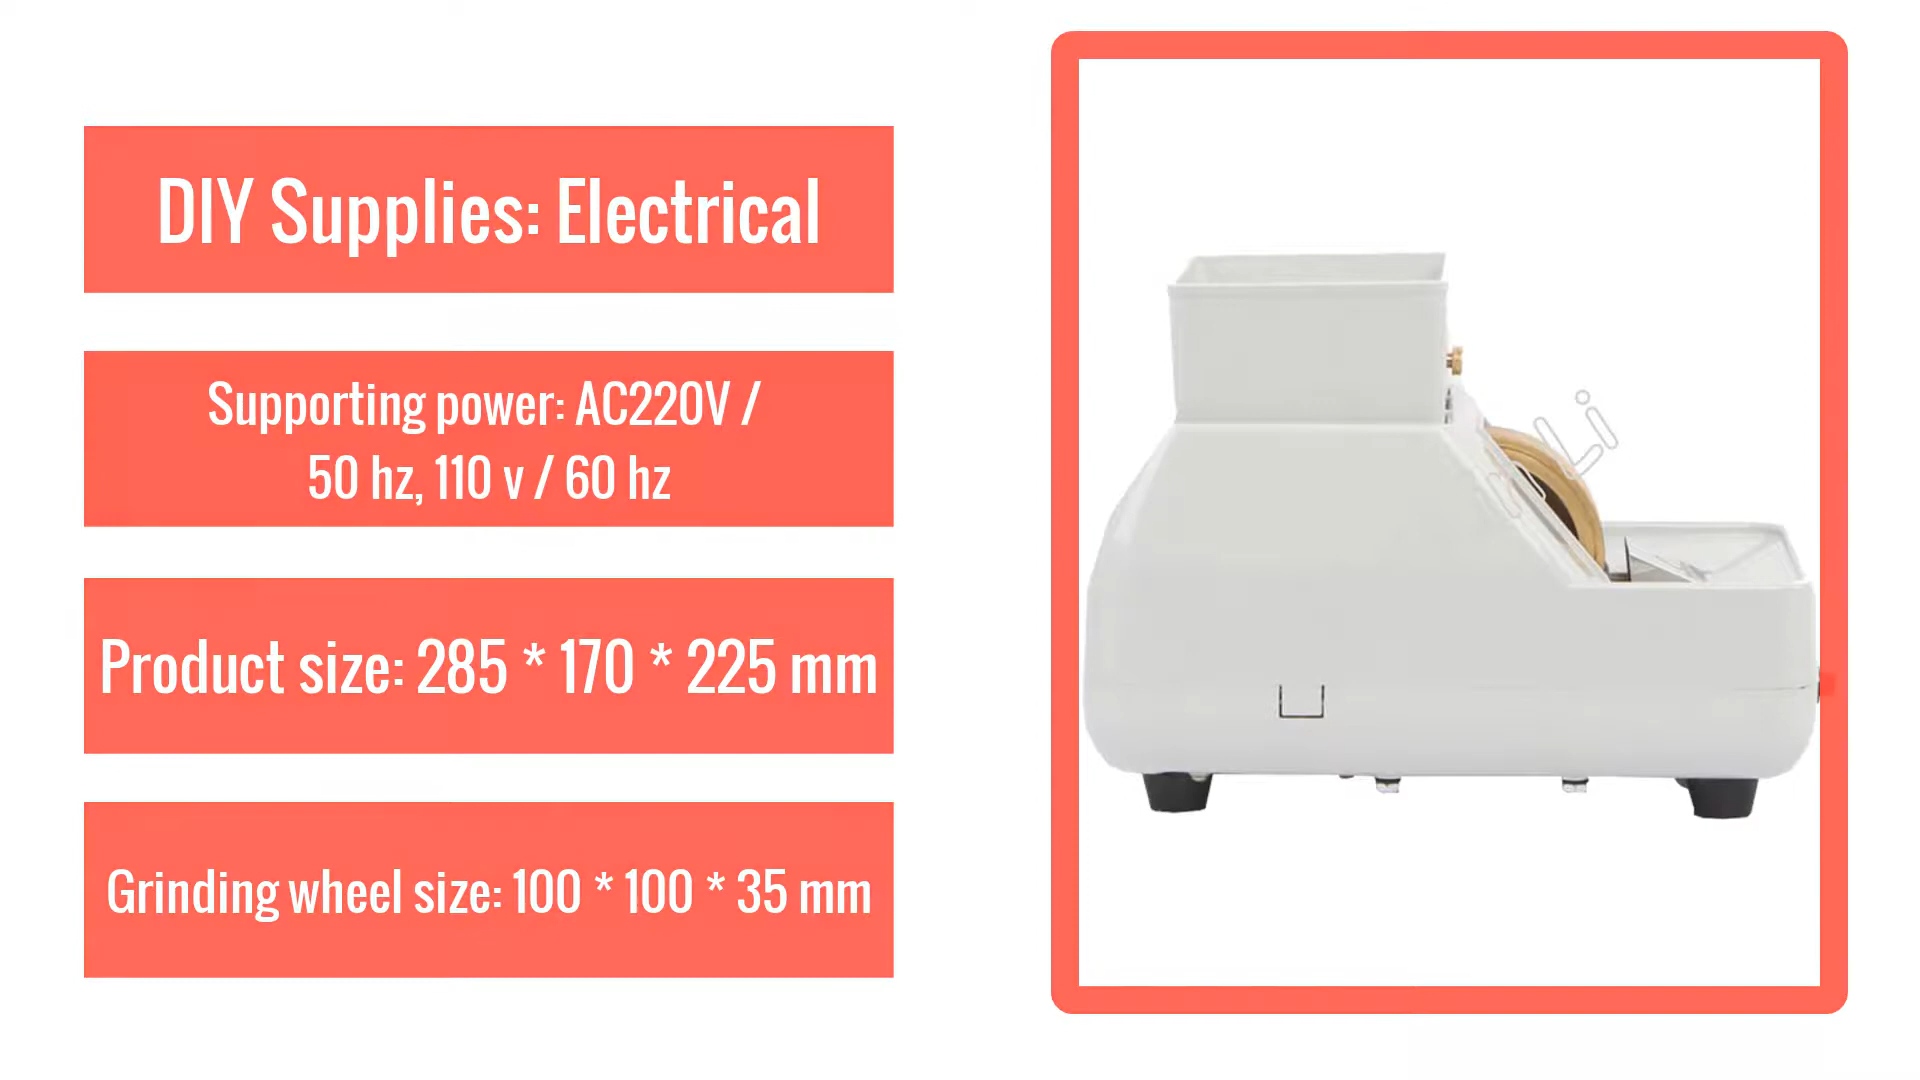 DIY Supplies: Electrical
Supporting power: AC220V /
50 hz, 110 v / 60 hz
Product size: 285 * 170 * 225 mm
Grinding wheel size: 100 * 100 * 35 mm